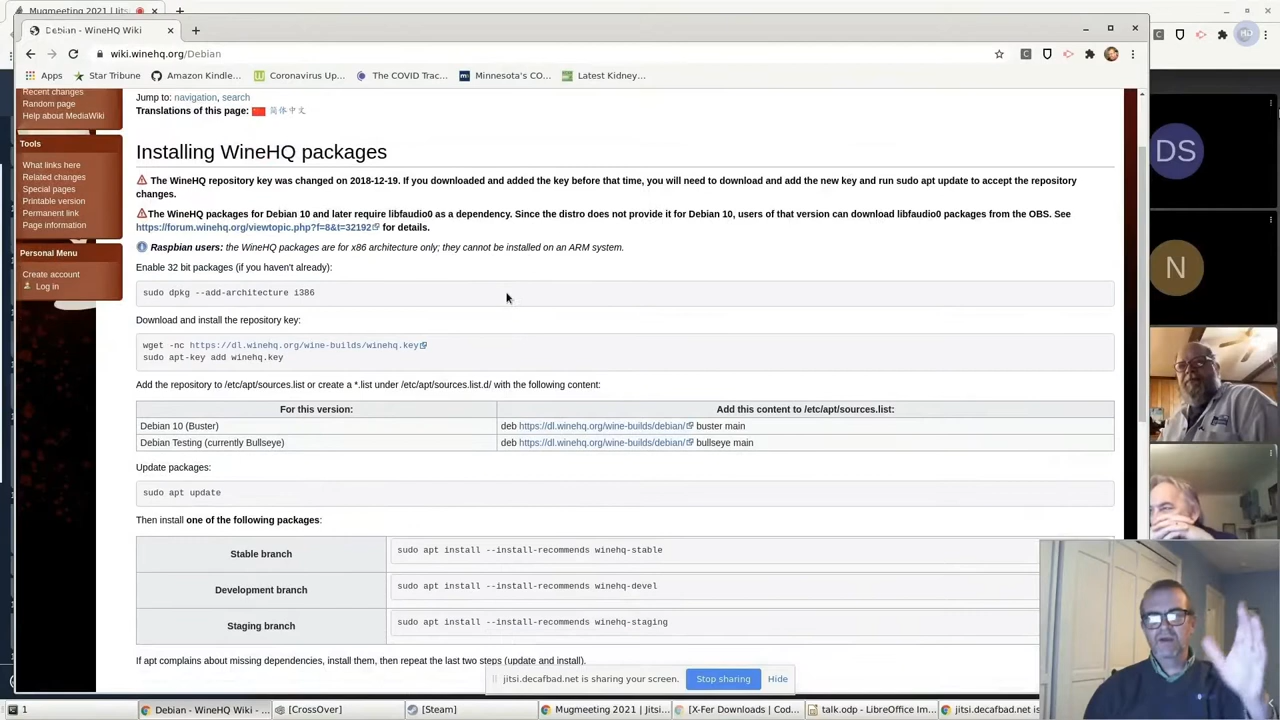 Mugmeeting 2021 | Jits
Debian - WineHQ Wiki
wiki.winehq.org/Debian
Apps
Star Tribune
Amazon Kindle...
Coronavirus Up...
The COVID Trac...
Minnesota's CO...
Latest Kidney...
Recent changes
Random page
Help about MediaWiki
Tools
What links here
Related changes
Special pages
Printable version
Permanent link
Page information
Personal Menu
Create account
Log in
Jump to: navigation, search
Translations of this page: 简体中文
Installing WineHQ packages
The WineHQ repository key was changed on 2018-12-19. If you downloaded and added the key before that time, you will need to download and add the new key and run sudo apt update to accept the repository
changes.
The WineHQ packages for Debian 10 and later require libfaudio0 as a dependency. Since the distro does not provide it for Debian 10, users of that version can download libfaudio0 packages from the OBS. See
https://forum.winehq.org/viewtopic.php?f=8&t=32192 for details.
Raspbian users: the WineHQ packages are for x86 architecture only; they cannot be installed on an ARM system.
Enable 32 bit packages (if you haven't already):
sudo dpkg --add-architecture i386
Download and install the repository key:
wget -nc https://dl.winehq.org/wine-builds/winehq.key
sudo apt-key add winehq.key
Add the repository to /etc/apt/sources.list or create a *.list under /etc/apt/sources.list.d/ with the following content:
For this version: Add this content to /etc/apt/sources.list:
Debian 10 (Buster) deb https://dl.winehq.org/wine-builds/debian/ buster main
Debian Testing (currently Bullseye) deb https://dl.winehq.org/wine-builds/debian/ bullseye main
Update packages:
sudo apt update
Then install one of the following packages:
Stable branch sudo apt install --install-recommends winehq-stable
Development branch sudo apt install --install-recommends winehq-devel
Staging branch sudo apt install --install-recommends winehq-staging
If apt complains about missing dependencies, install them, then repeat the last two steps (update and install).
DS
N
jitsi.decafbad.net is sharing your screen. Stop sharing Hide
1
Debian - WineHQ Wiki - ...
[CrossOver]
[Steam]
Mugmeeting 2021 | Jitsi...
[X-Fer Downloads | Cod...
talk.odp - LibreOffice Im...
jitsi.decafbad.net is